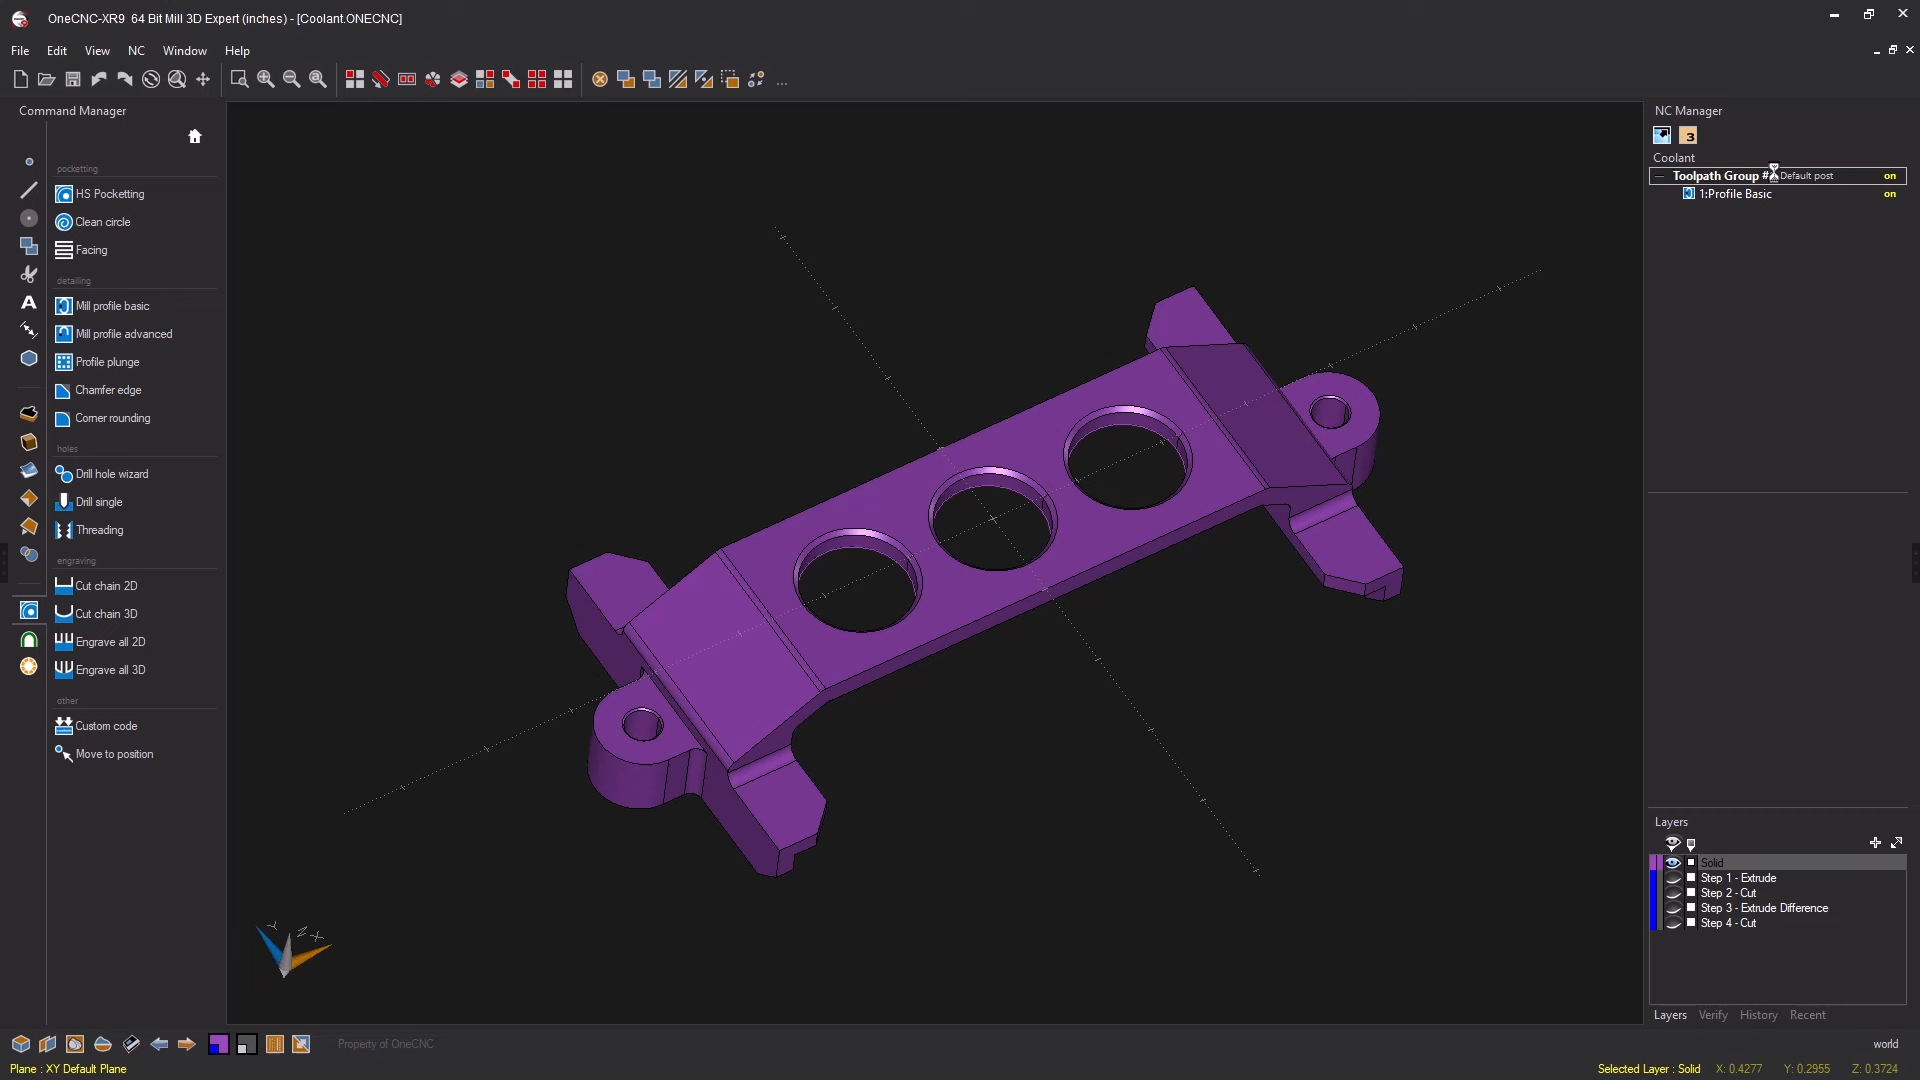 OneCNC-XR9 64 Bit Mill 3D Expert (inches) - [Coolant.ONECNC]
File Edit View NC Window Help
...
Command Manager
pocketting
HS Pocketting
Clean circle
Facing
detailing
Mill profile basic
Mill profile advanced
Profile plunge
Chamfer edge
Corner rounding
holes
Drill hole wizard
Drill single
Threading
engraving
Cut chain 2D
Cut chain 3D
Engrave all 2D
Engrave all 3D
other
Custom code
Move to position
A
Y Z X
NC Manager
3
Coolant
Toolpath Group # Default post on
1:Profile Basic on
Layers
Solid
Step 1 - Extrude
Step 2 - Cut
Step 3 - Extrude Difference
Step 4 - Cut
Layers Verify History Recent
Property of OneCNC
world
Plane : XY Default Plane
Selected Layer : Solid X: 0.4277 Y: 0.2955 Z: 0.3724